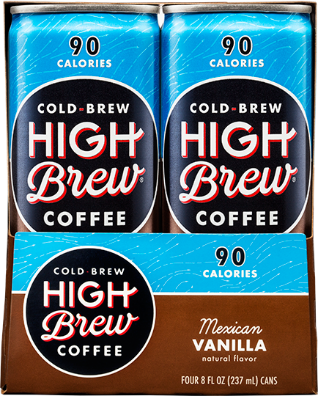 90
CALORIES
COLD-BREW
HIGH
Brew®
COFFEE
90
CALORIES
COLD-BREW
HIGH
Brew®
COFFEE
COLD BREW
HIGH
Brew
COFFEE
90
CALORIES
Mexican
VANILLA
natural flavor
FOUR 8 FL OZ (237 mL) CANS